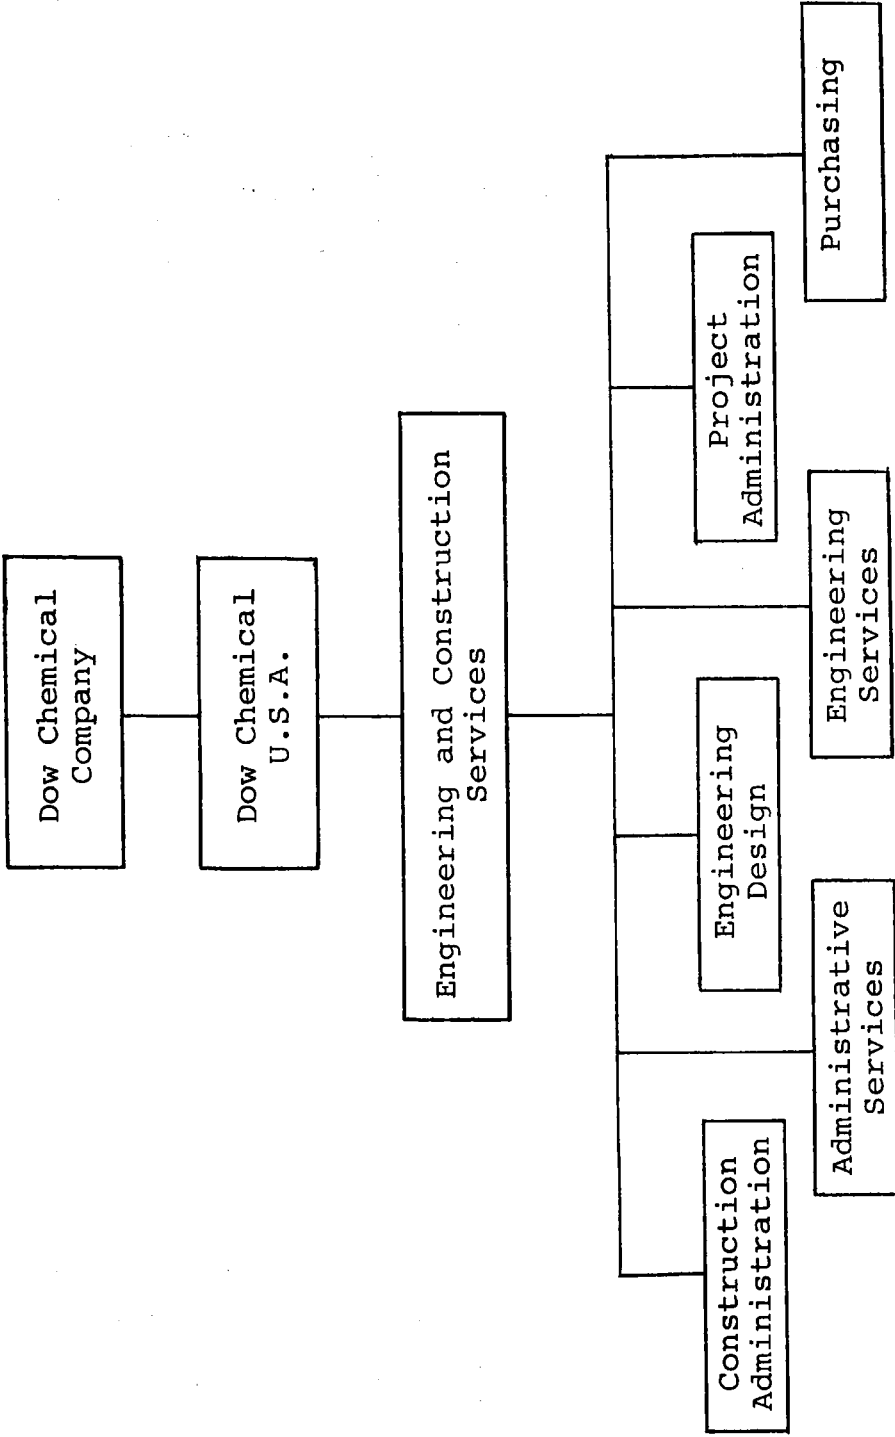 Dow Chemical
Company
Dow Chemical
U.S.A.
Engineering and Construction
Services
Construction
Administration
Administrative
Services
Engineering
Design
Engineering
Services
Project
Administration
Purchasing